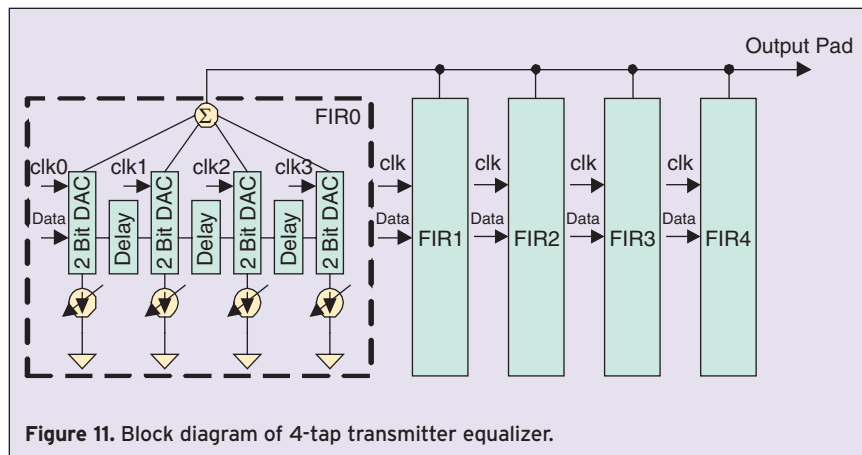 Output Pad
FIR0
Σ
clk0
clk1
clk2
clk3
clk
clk
clk
clk
Data
2 Bit DAC
Delay
2 Bit DAC
Delay
2 Bit DAC
Delay
2 Bit DAC
Data
FIR1
Data
FIR2
Data
FIR3
Data
FIR4
Figure 11. Block diagram of 4-tap transmitter equalizer.